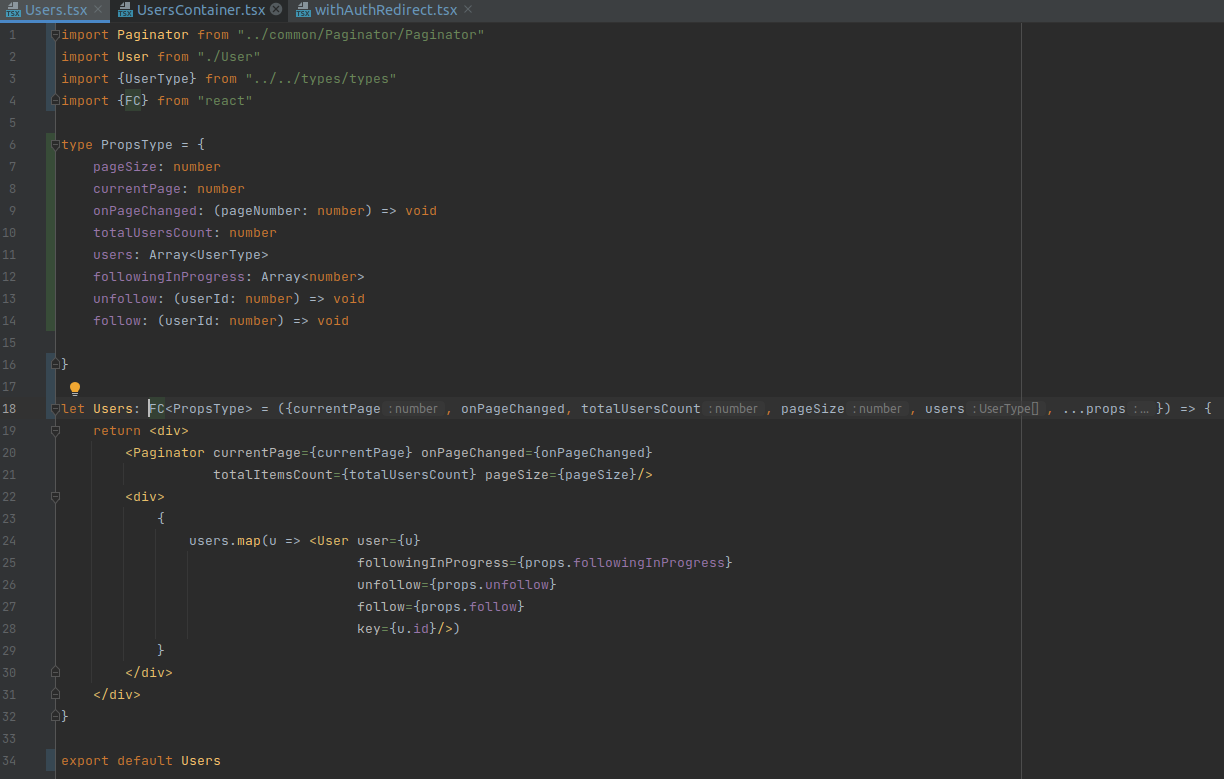 Users.tsx UsersContainer.tsx withAuthRedirect.tsx
1 import Paginator from "../common/Paginator/Paginator"
2 import User from "./User"
3 import {UserType} from "../../types/types"
4 import {FC} from "react"
5
6 type PropsType = {
7     pageSize: number
8     currentPage: number
9     onPageChanged: (pageNumber: number) => void
10     totalUsersCount: number
11     users: Array<UserType>
12     followingInProgress: Array<number>
13     unfollow: (userId: number) => void
14     follow: (userId: number) => void
15
16 }
17
18 let Users: FC<PropsType> = ({currentPage : number , onPageChanged, totalUsersCount : number , pageSize : number , users : UserType[] , ...props : ... }) => {
19     return <div>
20         <Paginator currentPage={currentPage} onPageChanged={onPageChanged}
21                    totalItemsCount={totalUsersCount} pageSize={pageSize}/>
22         <div>
23             {
24                 users.map(u => <User user={u}
25                                      followingInProgress={props.followingInProgress}
26                                      unfollow={props.unfollow}
27                                      follow={props.follow}
28                                      key={u.id}/>)
29             }
30         </div>
31     </div>
32 }
33
34 export default Users